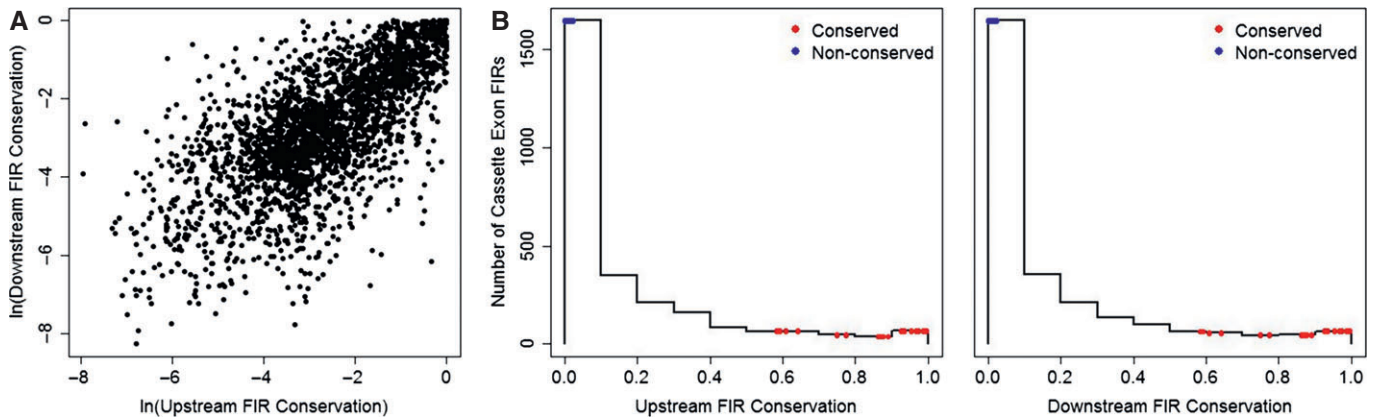 A
ln(Downstream FIR Conservation)
0
−2
−4
−6
−8
−8 −6 −4 −2 0
ln(Upstream FIR Conservation)
B
Number of Cassette Exon FIRs
1500
1000
500
0
Conserved
Non-conserved
0.0 0.2 0.4 0.6 0.8 1.0
Upstream FIR Conservation
Conserved
Non-conserved
0.0 0.2 0.4 0.6 0.8 1.0
Downstream FIR Conservation